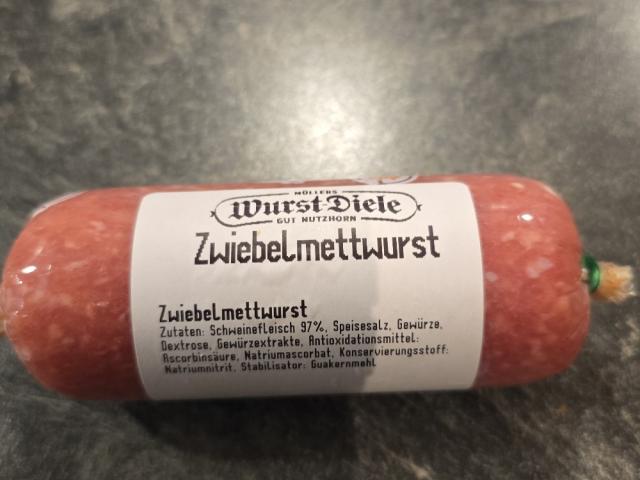 MÜLLERS
Wurst-Diele
GUT NUTZHORN
Zwiebelmettwurst
Zwiebelmettwurst
Zutaten: Schweinefleisch 97%, Speisesalz, Gewürze,
Dextrose, Gewürzextrakte, Antioxidationsmittel:
Ascorbinsäure, Natriumascorbat, Konservierungsstoff:
Natriumnitrit, Stabilisator: Guakernmehl